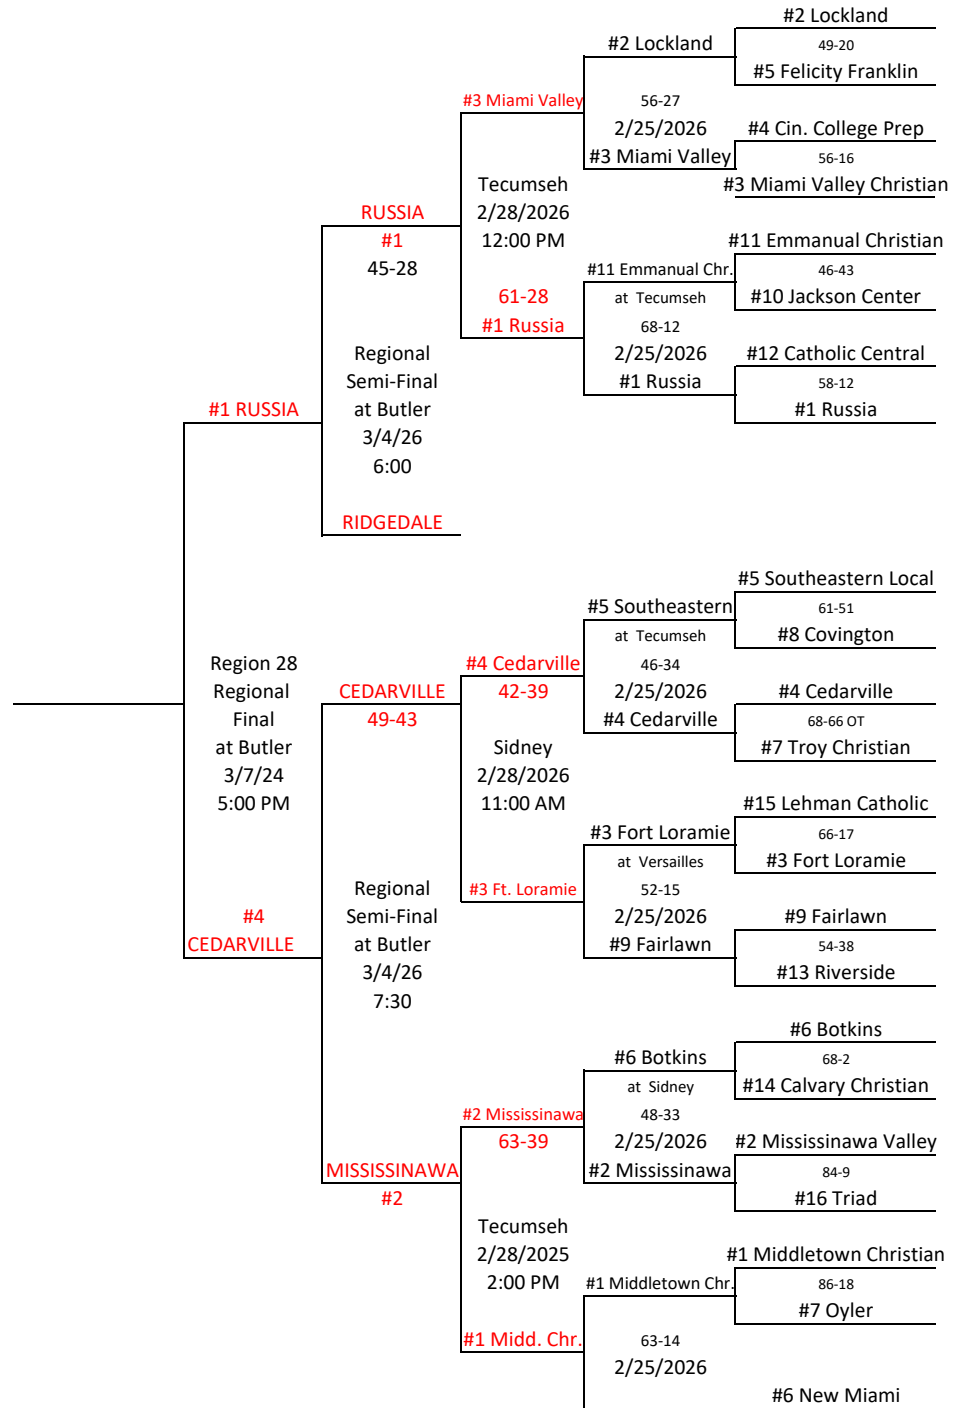 #2 Lockland
#2 Lockland
49-20
#5 Felicity Franklin
#3 Miami Valley
56-27
2/25/2026
#4 Cin. College Prep
#3 Miami Valley
56-16
#3 Miami Valley Christian
Tecumseh
2/28/2026
12:00 PM
RUSSIA
#1
45-28
#11 Emmanual Christian
#11 Emmanual Chr.
46-43
#10 Jackson Center
61-28
at Tecumseh
#1 Russia
68-12
2/25/2026
#12 Catholic Central
#1 Russia
58-12
#1 Russia
Regional
Semi-Final
at Butler
3/4/26
6:00
#1 RUSSIA
RIDGEDALE
#5 Southeastern Local
#5 Southeastern
61-51
#8 Covington
at Tecumseh
#4 Cedarville
46-34
42-39
2/25/2026
#4 Cedarville
#4 Cedarville
68-66 OT
#7 Troy Christian
Region 28
Regional
Final
at Butler
3/7/24
5:00 PM
CEDARVILLE
49-43
Sidney
2/28/2026
11:00 AM
#15 Lehman Catholic
#3 Fort Loramie
66-17
#3 Fort Loramie
at Versailles
#3 Ft. Loramie
52-15
2/25/2026
#9 Fairlawn
#9 Fairlawn
54-38
#13 Riverside
Regional
Semi-Final
at Butler
3/4/26
7:30
#4
CEDARVILLE
#6 Botkins
#6 Botkins
68-2
#14 Calvary Christian
at Sidney
#2 Mississinawa
48-33
63-39
2/25/2026
#2 Mississinawa Valley
#2 Mississinawa
84-9
#16 Triad
MISSISSINAWA
#2
Tecumseh
2/28/2025
2:00 PM
#1 Middletown Christian
#1 Middletown Chr.
86-18
#7 Oyler
#1 Midd. Chr.
63-14
2/25/2026
#6 New Miami